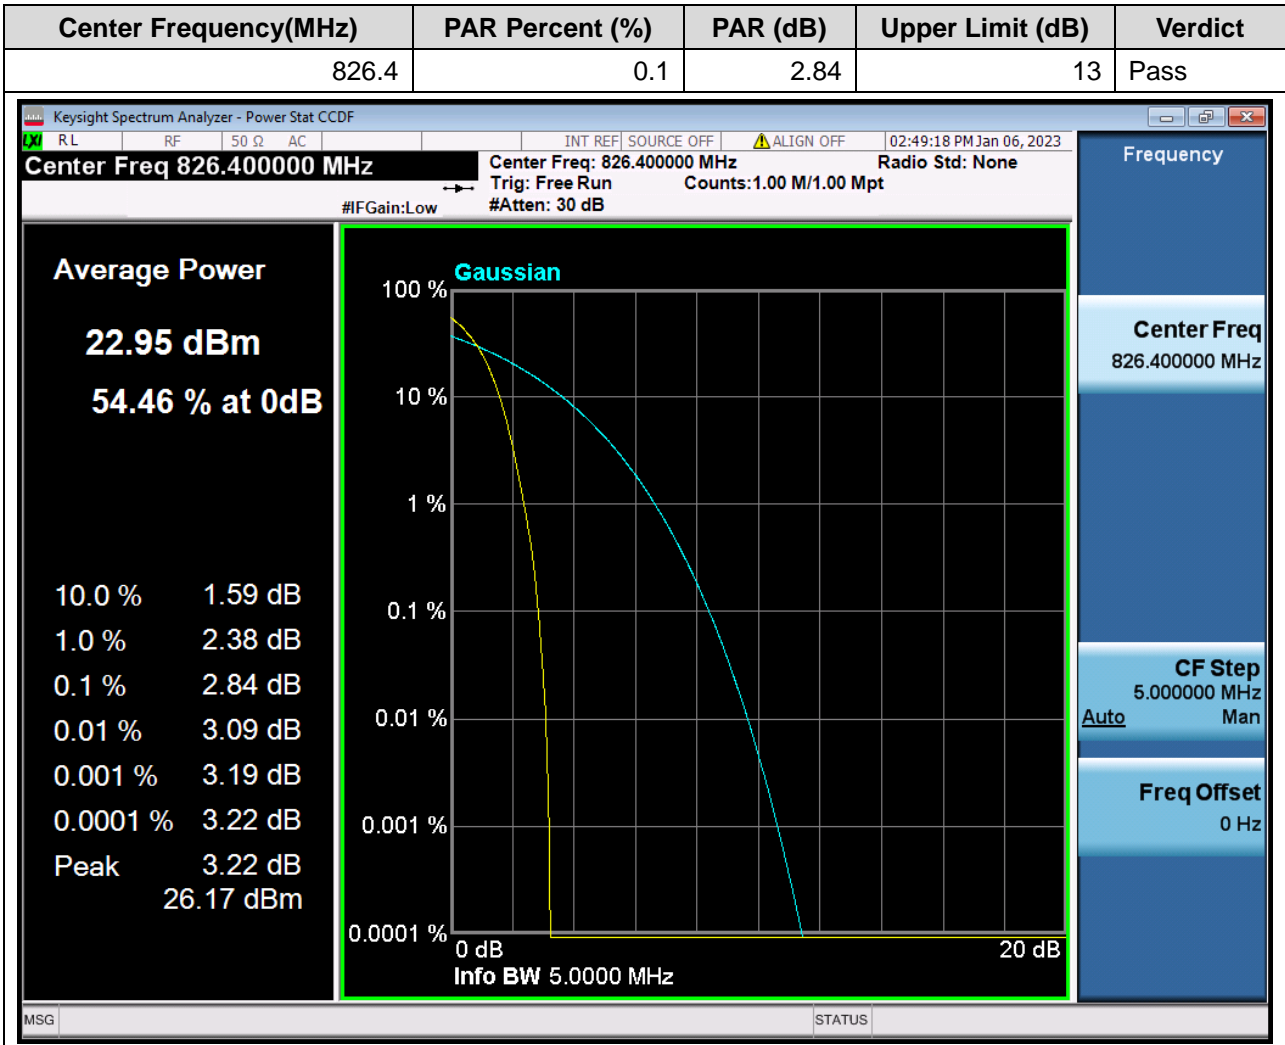 Center Frequency(MHz) PAR Percent (%) PAR (dB) Upper Limit (dB) Verdict
826.4 0.1 2.84 13 Pass
Keysight Spectrum Analyzer - Power Stat CCDF
LXI RL RF 50 Ω AC INT REF SOURCE OFF ALIGN OFF 02:49:18 PM Jan 06, 2023
Center Freq 826.400000 MHz
#IFGain:Low
Center Freq: 826.400000 MHz Radio Std: None
Trig: Free Run Counts:1.00 M/1.00 Mpt
#Atten: 30 dB
Average Power
22.95 dBm
54.46 % at 0dB
10.0 % 1.59 dB
1.0 % 2.38 dB
0.1 % 2.84 dB
0.01 % 3.09 dB
0.001 % 3.19 dB
0.0001 % 3.22 dB
Peak 3.22 dB
26.17 dBm
Gaussian
100 %
10 %
1 %
0.1 %
0.01 %
0.001 %
0.0001 %
0 dB 20 dB
Info BW 5.0000 MHz
Frequency
Center Freq
826.400000 MHz
CF Step
5.000000 MHz
Auto Man
Freq Offset
0 Hz
MSG STATUS